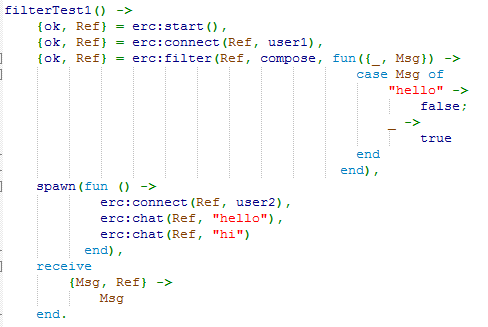 filterTest1() ->
    {ok, Ref} = erc:start(),
    {ok, Ref} = erc:connect(Ref, user1),
    {ok, Ref} = erc:filter(Ref, compose, fun({_, Msg}) ->
                                        case Msg of
                                            "hello" ->
                                                false;
                                            _ ->
                                                true
                                        end
                                      end),
    spawn(fun () ->
            erc:connect(Ref, user2),
            erc:chat(Ref, "hello"),
            erc:chat(Ref, "hi")
          end),
    receive
        {Msg, Ref} ->
            Msg
    end.